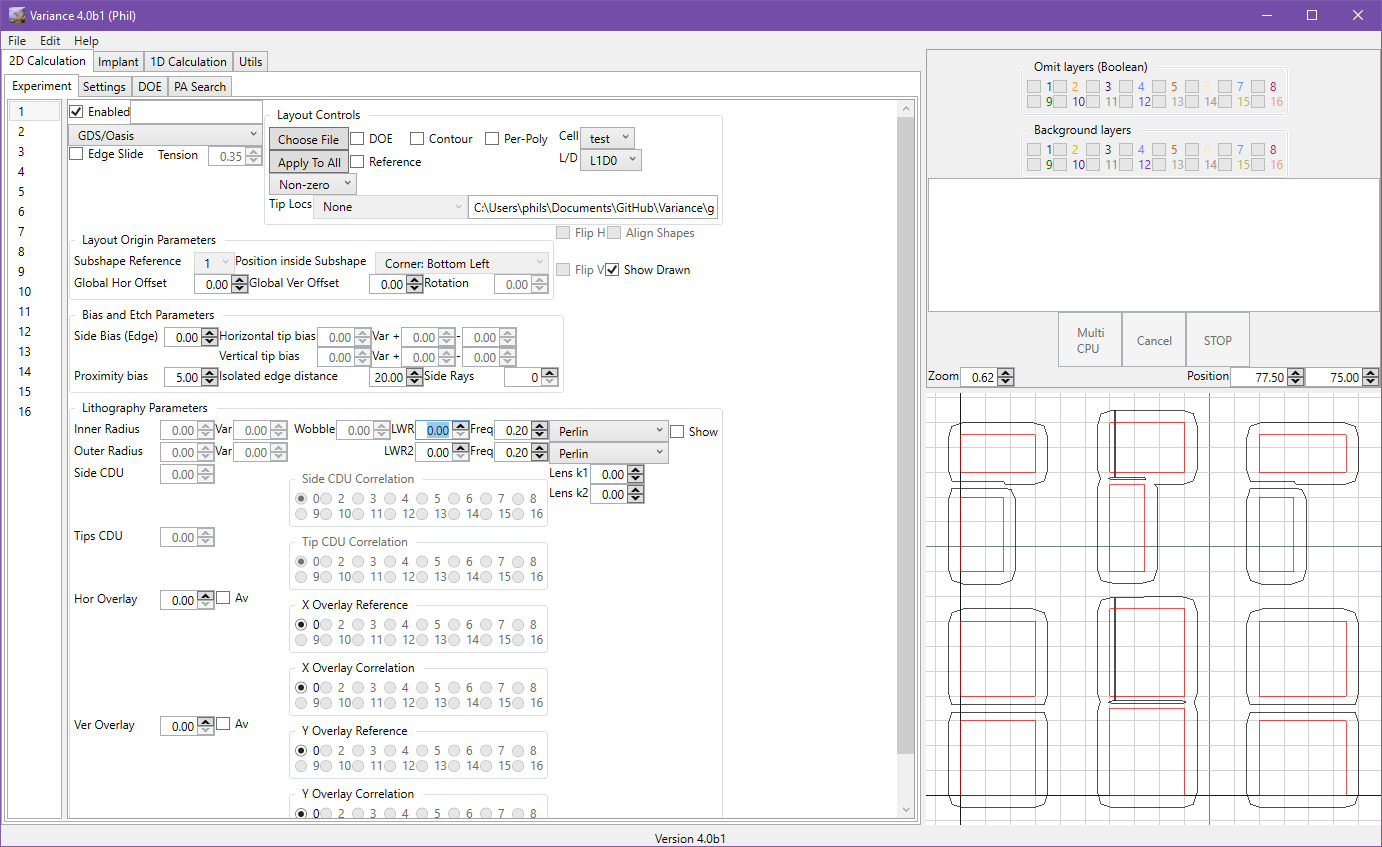 Variance 4.0b1 (Phil)
File Edit Help
2D Calculation Implant 1D Calculation Utils
Experiment Settings DOE PA Search
1
2
3
4
5
6
7
8
9
10
11
12
13
14
15
16
Enabled
GDS/Oasis
Edge Slide Tension 0.35
Layout Controls
Choose File DOE Contour Per-Poly Cell test
Apply To All Reference L/D L1D0
Non-zero
Tip Locs None C:\Users\phils\Documents\GitHub\Variance\g
Flip H Align Shapes
Flip V Show Drawn
Layout Origin Parameters
Subshape Reference 1 Position inside Subshape Corner: Bottom Left
Global Hor Offset 0.00 Global Ver Offset 0.00 Rotation 0.00
Bias and Etch Parameters
Side Bias (Edge) 0.00 Horizontal tip bias 0.00 Var + 0.00 - 0.00
Vertical tip bias 0.00 Var + 0.00 - 0.00
Proximity bias 5.00 Isolated edge distance 20.00 Side Rays 0
Lithography Parameters
Inner Radius 0.00 Var 0.00 Wobble 0.00 LWR 0.00 Freq 0.20 Perlin Show
Outer Radius 0.00 Var 0.00 LWR2 0.00 Freq 0.20 Perlin
Side CDU 0.00
Lens k1 0.00
Lens k2 0.00
Side CDU Correlation
0 2 3 4 5 6 7 8
9 10 11 12 13 14 15 16
Tips CDU 0.00
Tip CDU Correlation
0 2 3 4 5 6 7 8
9 10 11 12 13 14 15 16
Hor Overlay 0.00 Av
X Overlay Reference
0 2 3 4 5 6 7 8
9 10 11 12 13 14 15 16
X Overlay Correlation
0 2 3 4 5 6 7 8
9 10 11 12 13 14 15 16
Ver Overlay 0.00 Av
Y Overlay Reference
0 2 3 4 5 6 7 8
9 10 11 12 13 14 15 16
Y Overlay Correlation
0 2 3 4 5 6 7 8
Omit layers (Boolean)
1 2 3 4 5 6 7 8
9 10 11 12 13 14 15 16
Background layers
1 2 3 4 5 6 7 8
9 10 11 12 13 14 15 16
Multi
CPU
Cancel
STOP
Zoom 0.62 Position 77.50 75.00
Version 4.0b1